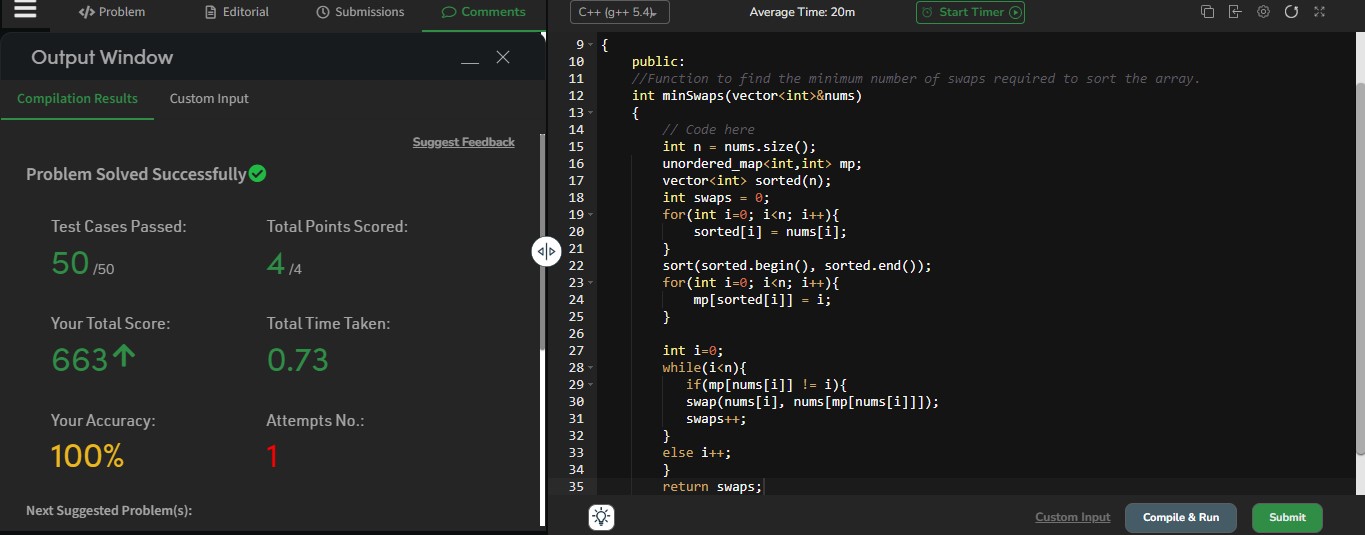 Problem Editorial Submissions Comments
Output Window
Compilation Results Custom Input
Suggest Feedback
Problem Solved Successfully
Test Cases Passed: Total Points Scored:
50 /50 4 /4
Your Total Score: Total Time Taken:
663 0.73
Your Accuracy: Attempts No.:
100% 1
Next Suggested Problem(s):
C++ (g++ 5.4) Average Time: 20m Start Timer
9 {
10 public:
11 //Function to find the minimum number of swaps required to sort the array.
12 int minSwaps(vector<int>&nums)
13 {
14 // Code here
15 int n = nums.size();
16 unordered_map<int,int> mp;
17 vector<int> sorted(n);
18 int swaps = 0;
19 for(int i=0; i<n; i++){
20 sorted[i] = nums[i];
21 }
22 sort(sorted.begin(), sorted.end());
23 for(int i=0; i<n; i++){
24 mp[sorted[i]] = i;
25 }
26
27 int i=0;
28 while(i<n){
29 if(mp[nums[i]] != i){
30 swap(nums[i], nums[mp[nums[i]]]);
31 swaps++;
32 }
33 else i++;
34 }
35 return swaps;
Custom Input Compile & Run Submit